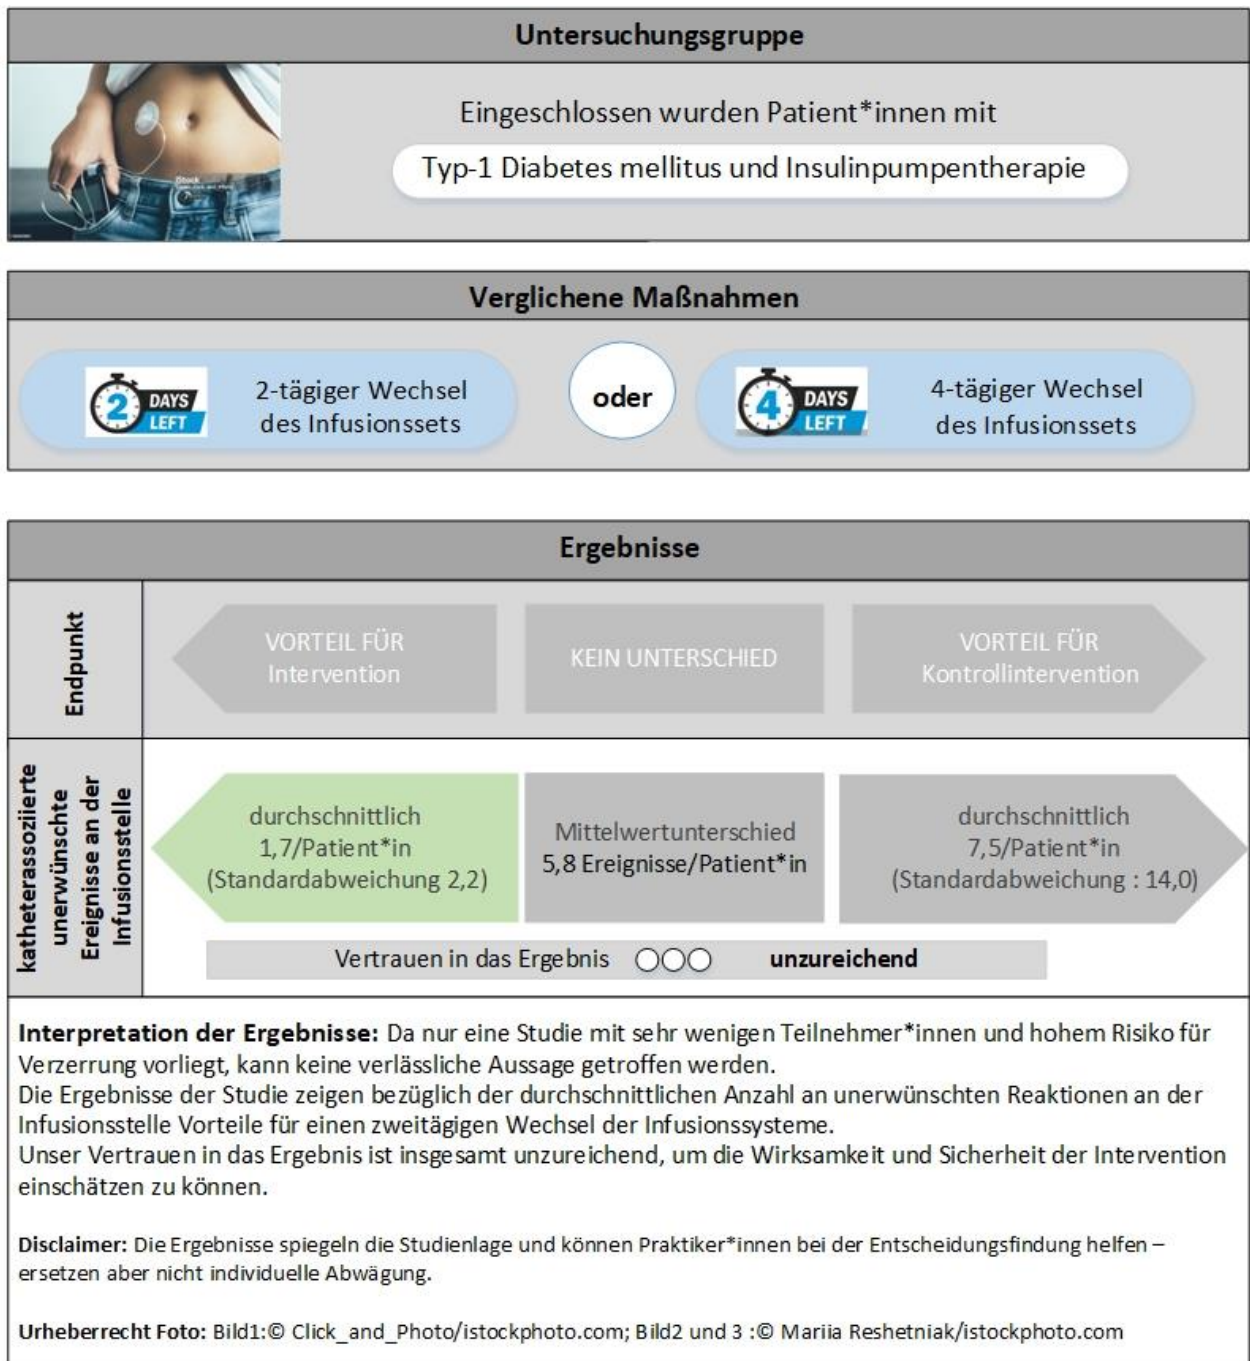 Untersuchungsgruppe
iStock
Eingeschlossen wurden Patient*innen mit
Typ-1 Diabetes mellitus und Insulinpumpentherapie
Verglichene Maßnahmen
2 DAYS
LEFT
2-tägiger Wechsel
des Infusionssets
oder
4 DAYS
LEFT
4-tägiger Wechsel
des Infusionssets
Ergebnisse
Endpunkt
VORTEIL FÜR
Intervention
KEIN UNTERSCHIED
VORTEIL FÜR
Kontrollintervention
katheterassoziierte
unerwünschte
Ereignisse an der
Infusionsstelle
durchschnittlich
1,7/Patient*in
(Standardabweichung 2,2)
Mittelwertunterschied
5,8 Ereignisse/Patient*in
durchschnittlich
7,5/Patient*in
(Standardabweichung : 14,0)
Vertrauen in das Ergebnis ○○○ unzureichend
Interpretation der Ergebnisse: Da nur eine Studie mit sehr wenigen Teilnehmer*innen und hohem Risiko für
Verzerrung vorliegt, kann keine verlässliche Aussage getroffen werden.
Die Ergebnisse der Studie zeigen bezüglich der durchschnittlichen Anzahl an unerwünschten Reaktionen an der
Infusionsstelle Vorteile für einen zweitägigen Wechsel der Infusionssysteme.
Unser Vertrauen in das Ergebnis ist insgesamt unzureichend, um die Wirksamkeit und Sicherheit der Intervention
einschätzen zu können.
Disclaimer: Die Ergebnisse spiegeln die Studienlage und können Praktiker*innen bei der Entscheidungsfindung helfen –
ersetzen aber nicht individuelle Abwägung.
Urheberrecht Foto: Bild1:© Click_and_Photo/istockphoto.com; Bild2 und 3 :© Mariia Reshetniak/istockphoto.com